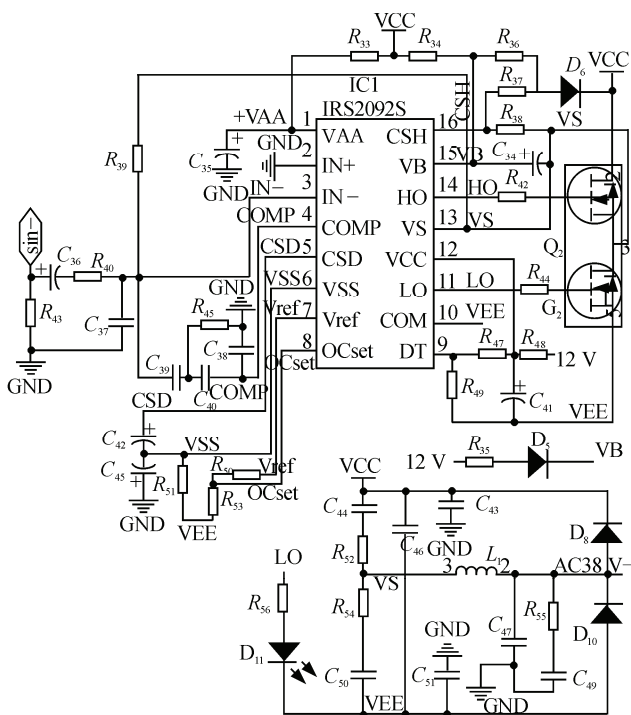 VCC
R33 R34 R36
D6 VCC
R37
IC1
IRS2092S
CSH
VS
+VAA 1 VAA CSH 16 R38
C35
GND 2 IN+ VB 15 VB C34 +
GND
R39
IN− 3 IN− HO 14 HO R42
COMP 4 COMP VS 13 VS
sin−
CSD 5 CSD VCC 12
Q2 3
C36 R40
VSS 6 VSS LO 11 LO R44
G2
GND
R43 C37
R45 Vref 7 Vref COM 10 VEE
C38
OCset 8 OCset DT 9 R47 R48 12 V
GND
C39 C40 COMP
R49 C41
CSD
VEE
C42
VSS
C45
R51 R50 Vref
R53 OCset
GND
VEE
12 V R35 D5 VB
VCC
C44 C43
C46 GND
D8
R52
LO
VS 3 L1 2 AC38 V−
R56
R54
R55
C47
D10
GND
D11
C50 C51 C49
VEE GND